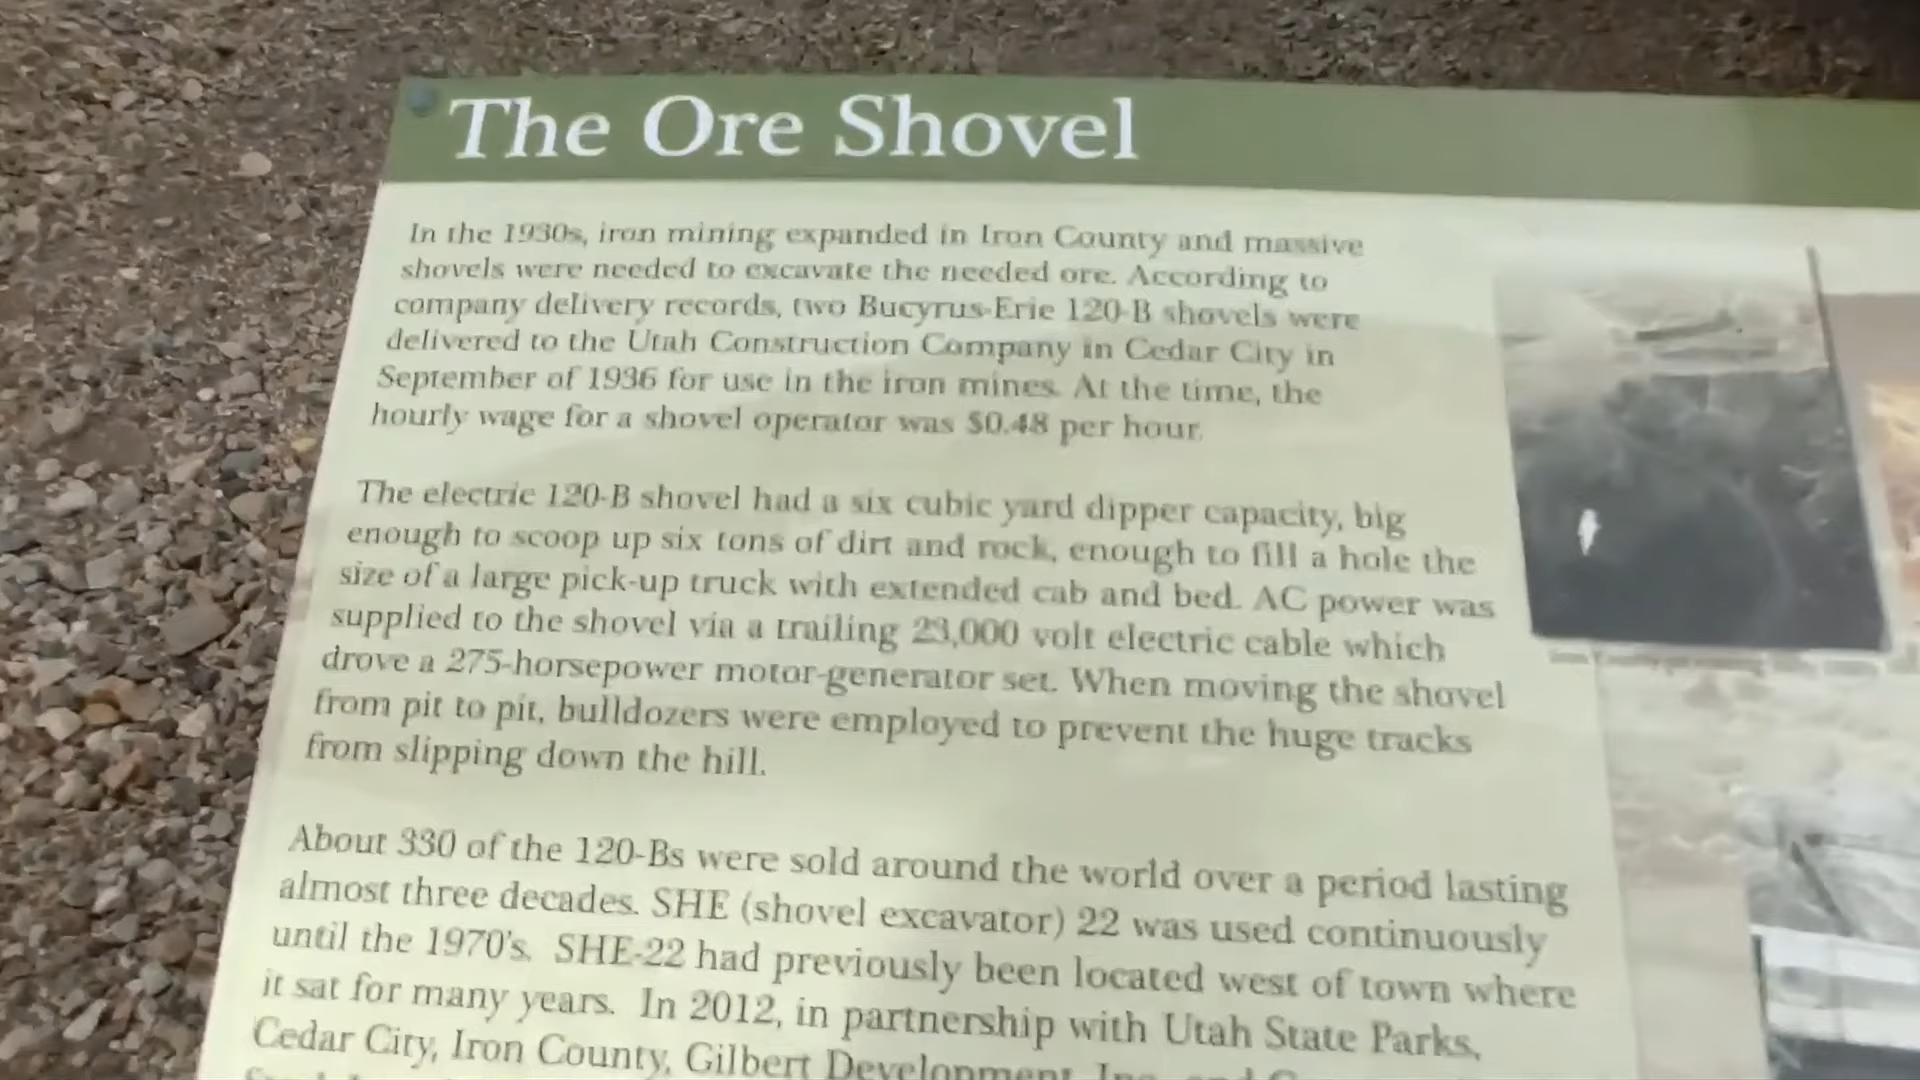 The Ore Shovel
In the 1930s, iron mining expanded in Iron County and massive
shovels were needed to excavate the needed ore. According to
company delivery records, two Bucyrus-Erie 120-B shovels were
delivered to the Utah Construction Company in Cedar City in
September of 1936 for use in the iron mines. At the time, the
hourly wage for a shovel operator was $0.48 per hour.
The electric 120-B shovel had a six cubic yard dipper capacity, big
enough to scoop up six tons of dirt and rock, enough to fill a hole the
size of a large pick-up truck with extended cab and bed. AC power was
supplied to the shovel via a trailing 23,000 volt electric cable which
drove a 275-horsepower motor-generator set. When moving the shovel
from pit to pit, bulldozers were employed to prevent the huge tracks
from slipping down the hill.
About 330 of the 120-Bs were sold around the world over a period lasting
almost three decades. SHE (shovel excavator) 22 was used continuously
until the 1970's. SHE-22 had previously been located west of town where
it sat for many years. In 2012, in partnership with Utah State Parks,
Cedar City, Iron County, Gilbert Development, Inc. and